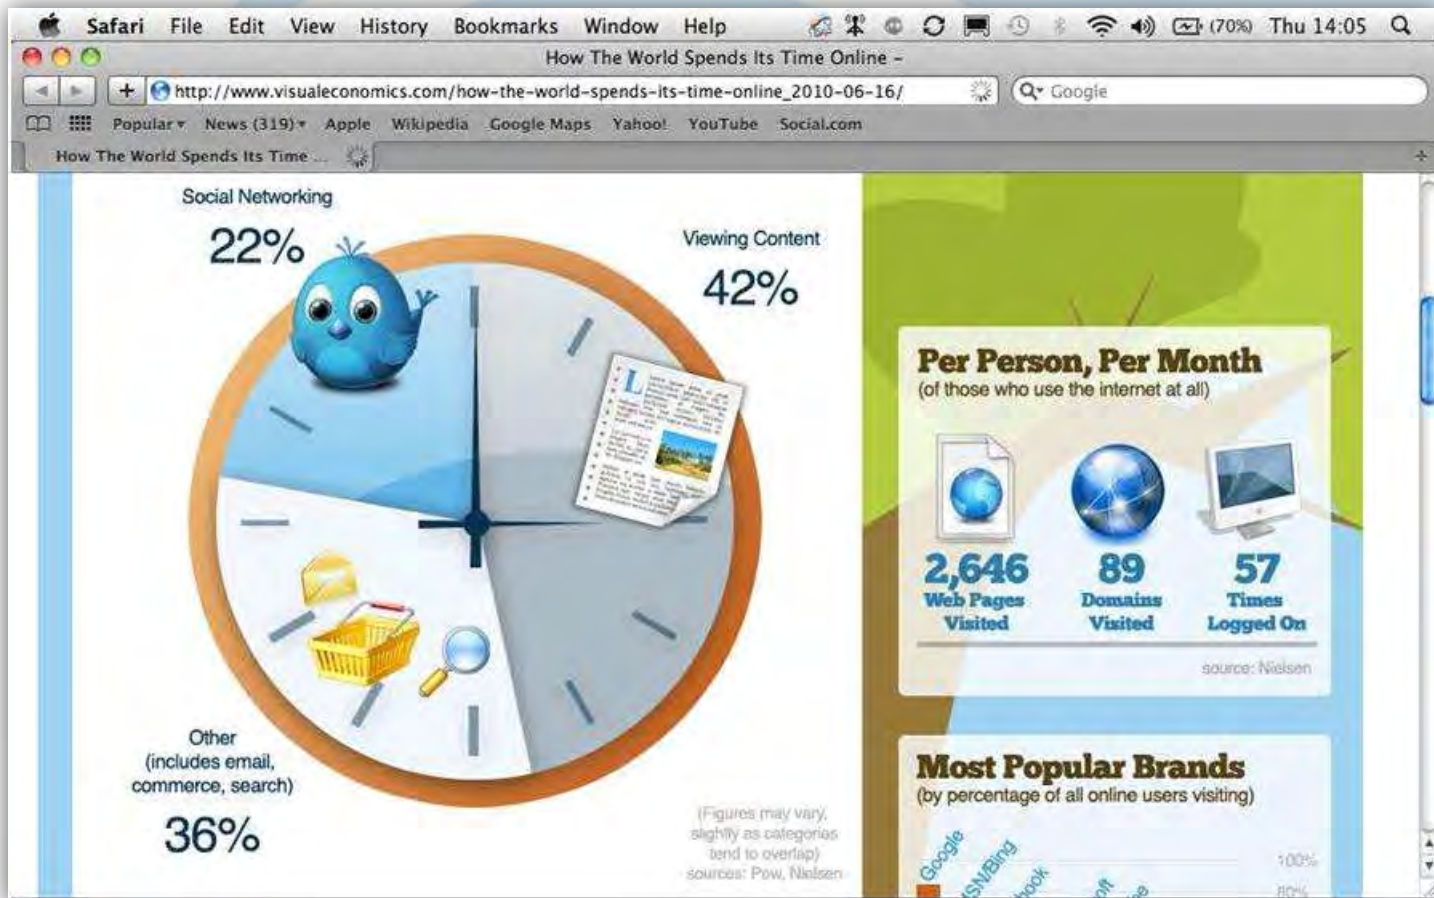 Safari File Edit View History Bookmarks Window Help (70%) Thu 14:05
How The World Spends Its Time Online –
http://www.visualeconomics.com/how-the-world-spends-its-time-online_2010-06-16/ Google
Popular News (319) Apple Wikipedia Google Maps Yahoo! YouTube Social.com
How The World Spends Its Time ...
Social Networking
22%
Viewing Content
42%
Other
(includes email,
commerce, search)
36%
(Figures may vary,
slightly as categories
tend to overlap)
sources: Pow, Nielsen
Per Person, Per Month
(of those who use the internet at all)
2,646 89 57
Web Pages Domains Times
Visited Visited Logged On
source: Nielsen
Most Popular Brands
(by percentage of all online users visiting)
Google
100%
80%